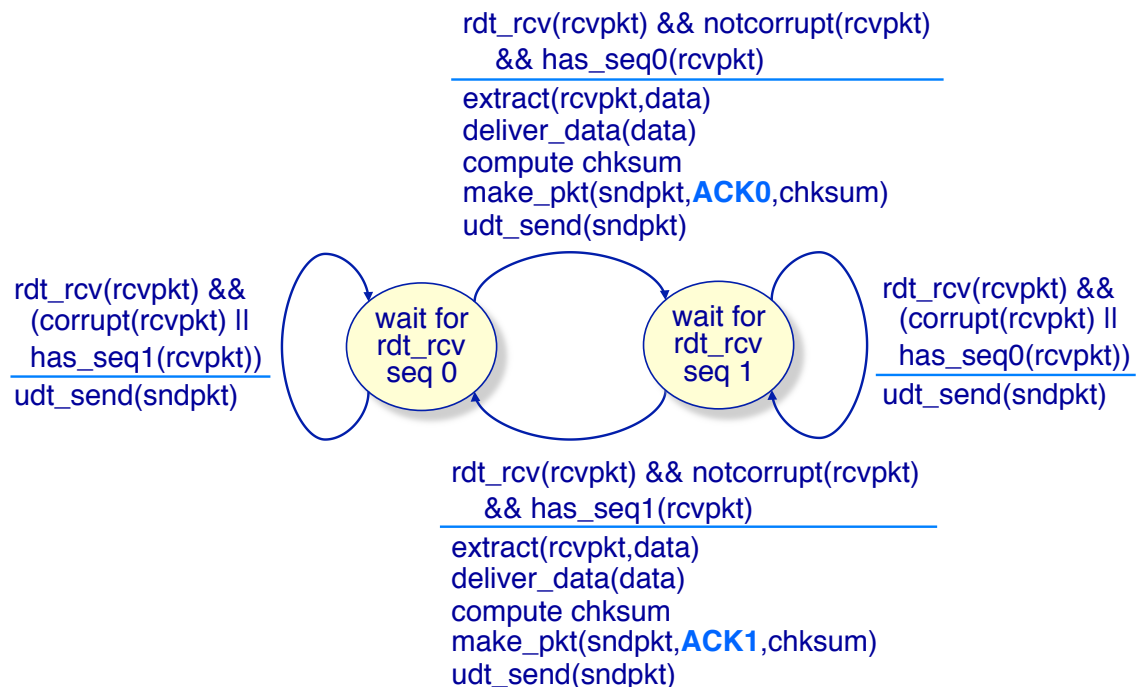 rdt_rcv(rcvpkt) && notcorrupt(rcvpkt)
&& has_seq0(rcvpkt)
extract(rcvpkt,data)
deliver_data(data)
compute chksum
make_pkt(sndpkt,ACK0,chksum)
udt_send(sndpkt)
rdt_rcv(rcvpkt) &&
(corrupt(rcvpkt) ||
has_seq1(rcvpkt))
udt_send(sndpkt)
wait for
rdt_rcv
seq 0
wait for
rdt_rcv
seq 1
rdt_rcv(rcvpkt) &&
(corrupt(rcvpkt) ||
has_seq0(rcvpkt))
udt_send(sndpkt)
rdt_rcv(rcvpkt) && notcorrupt(rcvpkt)
&& has_seq1(rcvpkt)
extract(rcvpkt,data)
deliver_data(data)
compute chksum
make_pkt(sndpkt,ACK1,chksum)
udt_send(sndpkt)